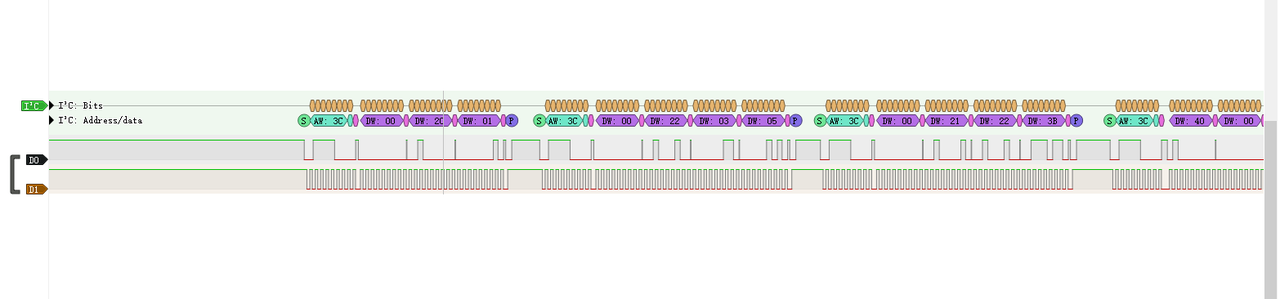 I²C I²C: Bits
I²C: Address/data S AW: 3C DW: 00 DW: 20 DW: 01 P S AW: 3C DW: 00 DW: 22 DW: 03 DW: 05 P S AW: 3C DW: 00 DW: 21 DW: 22 DW: 3B P S AW: 3C DW: 40 DW: 00
D0
D1